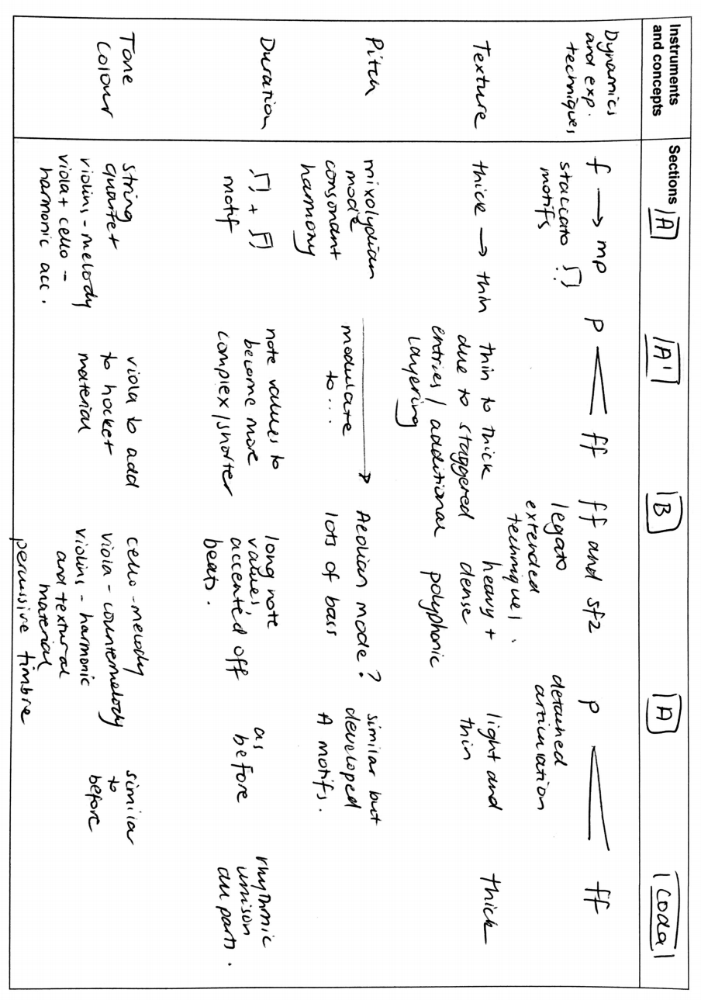 Instruments and concepts
Sections
A
A'
B
A
Coda
Dynamics
and exp.
techniques
f → mp
staccato
motifs
p < ff
ff and sfz
legato
extended
techniques.
p < ff
detached
articulation
Texture
thick → thin
thin to thick
due to staggered
entries / additional
layering
heavy +
dense
polyphonic
light and
thin
thick
Pitch
mixolydian
mode
consonant
harmony
modulate
to...
Aeolian mode?
lots of bass
similar but
developed
A motifs.
Duration
♫ + ♫
motif
note values to
become more
complex/shorter
long note
values,
accented off
beats.
as
before
rhythmic
unison
all parts.
Tone
Colour
string
quartet
violins - melody
viola + cello -
harmonic acc.
viola to add
to hocket
material
cello - melody
viola - countermelody
violins - harmonic
and textural
material
percussive timbre
similar
to
before